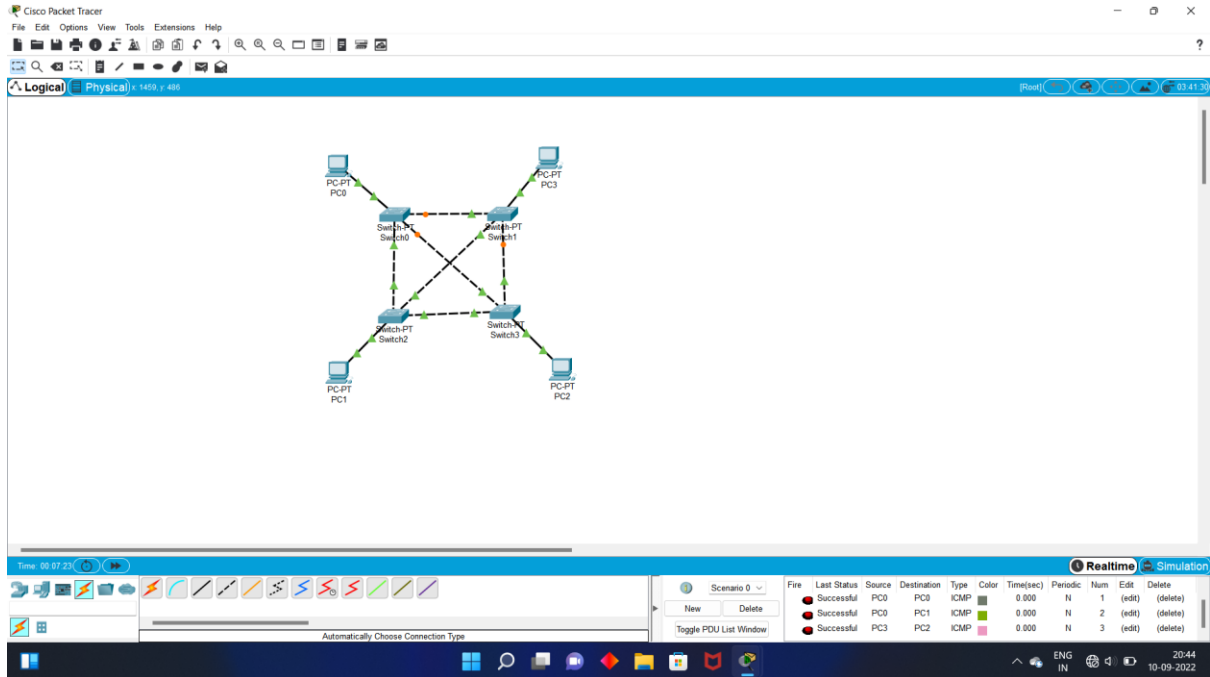 Cisco Packet Tracer
File Edit Options View Tools Extensions Help
?
Logical Physical x: 1459, y: 486 [Root] 03:41:30
PC-PT
PC0
PC-PT
PC3
Switch-PT
Switch0
Switch-PT
Switch1
Switch-PT
Switch2
Switch-PT
Switch3
PC-PT
PC1
PC-PT
PC2
Time: 00:07:23 Realtime Simulation
Automatically Choose Connection Type
Scenario 0
New Delete
Toggle PDU List Window
Fire Last Status Source Destination Type Color Time(sec) Periodic Num Edit Delete
Successful PC0 PC0 ICMP 0.000 N 1 (edit) (delete)
Successful PC0 PC1 ICMP 0.000 N 2 (edit) (delete)
Successful PC3 PC2 ICMP 0.000 N 3 (edit) (delete)
ENG
IN
20:44
10-09-2022